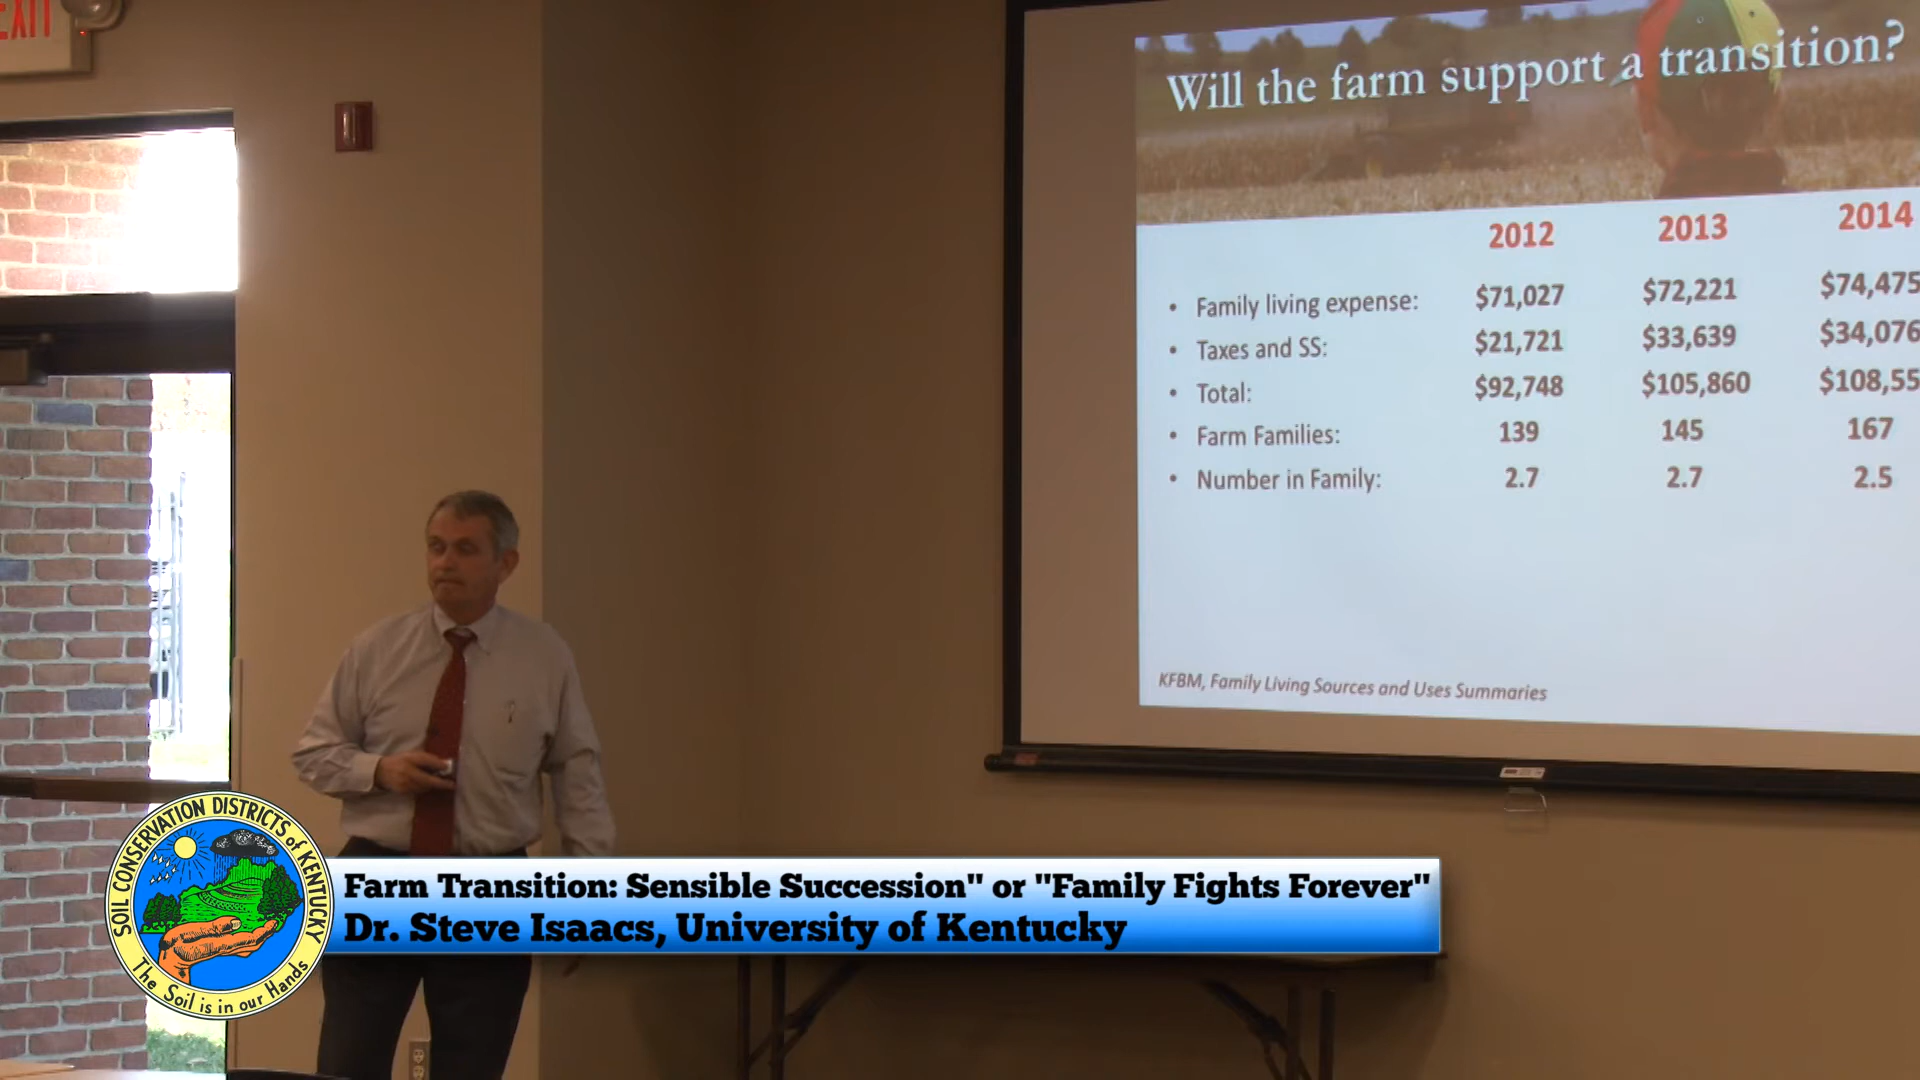 EXIT
Will the farm support a transition?
2012 2013 2014
• Family living expense: $71,027 $72,221 $74,475
• Taxes and SS: $21,721 $33,639 $34,076
• Total: $92,748 $105,860 $108,55
• Farm Families: 139 145 167
• Number in Family: 2.7 2.7 2.5
KFBM, Family Living Sources and Uses Summaries
SOIL CONSERVATION DISTRICTS of KENTUCKY
The Soil is in our Hands
Farm Transition: Sensible Succession" or "Family Fights Forever"
Dr. Steve Isaacs, University of Kentucky